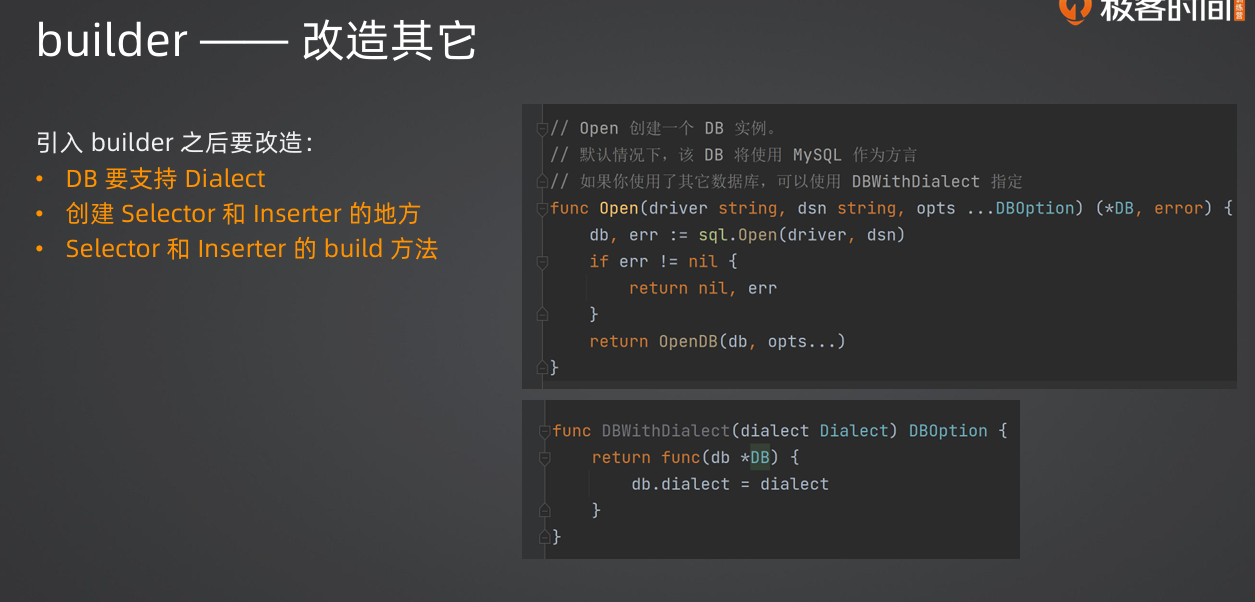 极客时间
训练营
builder —— 改造其它
引入 builder 之后要改造：
• DB 要支持 Dialect
• 创建 Selector 和 Inserter 的地方
• Selector 和 Inserter 的 build 方法
// Open 创建一个 DB 实例。
// 默认情况下，该 DB 将使用 MySQL 作为方言
// 如果你使用了其它数据库，可以使用 DBWithDialect 指定
func Open(driver string, dsn string, opts ...DBOption) (*DB, error) {
    db, err := sql.Open(driver, dsn)
    if err != nil {
        return nil, err
    }
    return OpenDB(db, opts...)
}
func DBWithDialect(dialect Dialect) DBOption {
    return func(db *DB) {
        db.dialect = dialect
    }
}